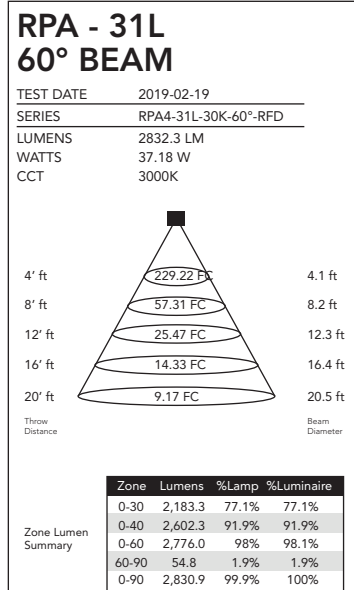 RPA - 31L
60° BEAM
TEST DATE 2019-02-19
SERIES RPA4-31L-30K-60°-RFD
LUMENS 2832.3 LM
WATTS 37.18 W
CCT 3000K
4' ft 229.22 FC 4.1 ft
8' ft 57.31 FC 8.2 ft
12' ft 25.47 FC 12.3 ft
16' ft 14.33 FC 16.4 ft
20' ft 9.17 FC 20.5 ft
Throw Distance Beam Diameter
Zone Lumen Summary
Zone Lumens %Lamp %Luminaire
0-30 2,183.3 77.1% 77.1%
0-40 2,602.3 91.9% 91.9%
0-60 2,776.0 98% 98.1%
60-90 54.8 1.9% 1.9%
0-90 2,830.9 99.9% 100%